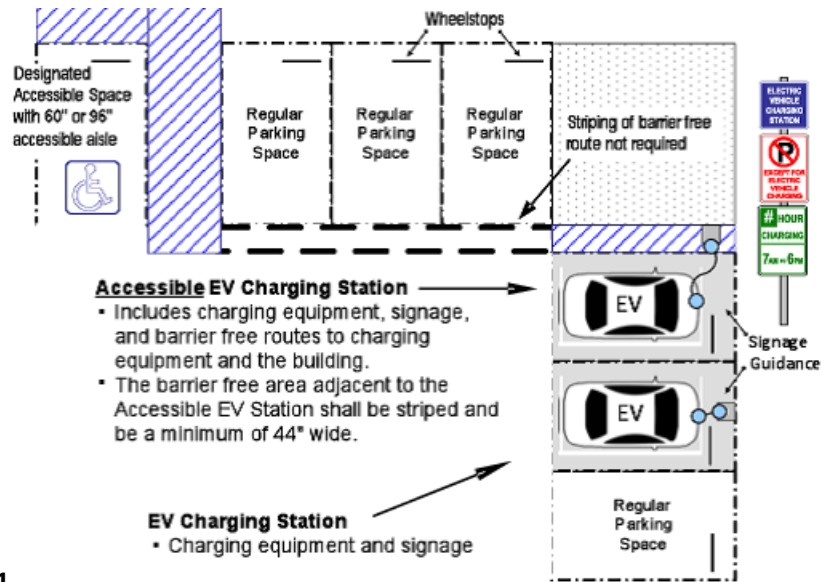 Wheelstops
Designated
Accessible Space
with 60" or 96"
accessible aisle
Regular
Parking
Space
Regular
Parking
Space
Regular
Parking
Space
Striping of barrier free
route not required
ELECTRIC
VEHICLE
CHARGING
STATION
P
EXCEPT FOR
ELECTRIC
VEHICLE
CHARGING
# HOUR
CHARGING
7AM TO 6PM
Accessible EV Charging Station
▪ Includes charging equipment, signage,
and barrier free routes to charging
equipment and the building.
▪ The barrier free area adjacent to the
Accessible EV Station shall be striped and
be a minimum of 44" wide.
EV
Signage
Guidance
EV
EV Charging Station
▪ Charging equipment and signage
Regular
Parking
Space